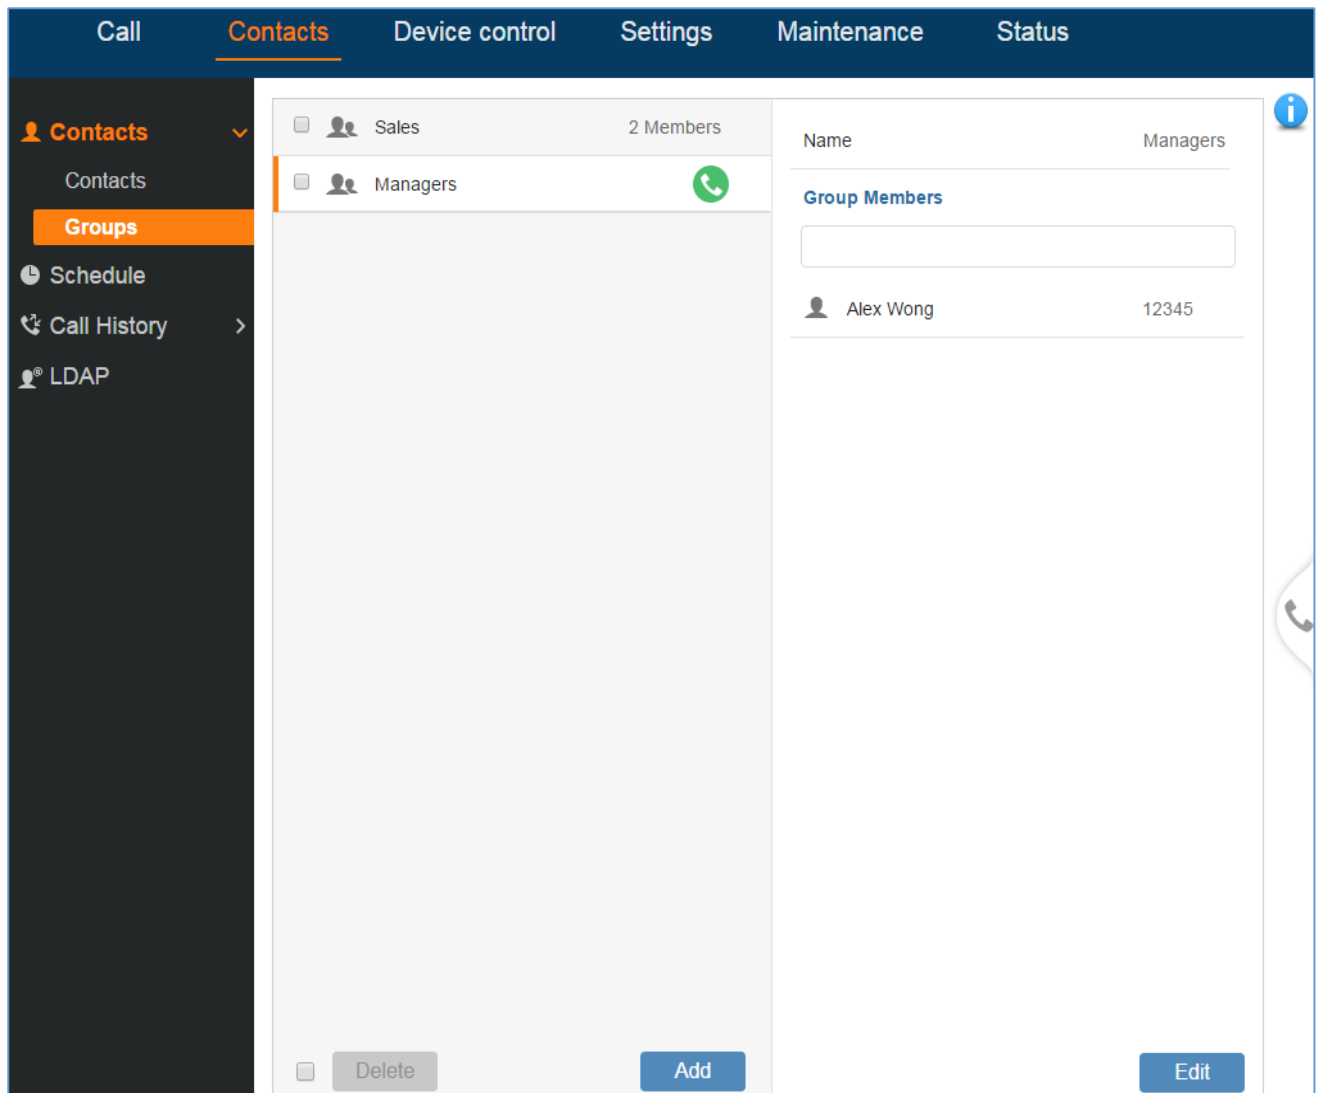 Call Contacts Device control Settings Maintenance Status
Contacts
Contacts
Groups
Schedule
Call History
LDAP
Sales 2 Members
Managers
Delete Add
Name Managers
Group Members
Alex Wong 12345
Edit